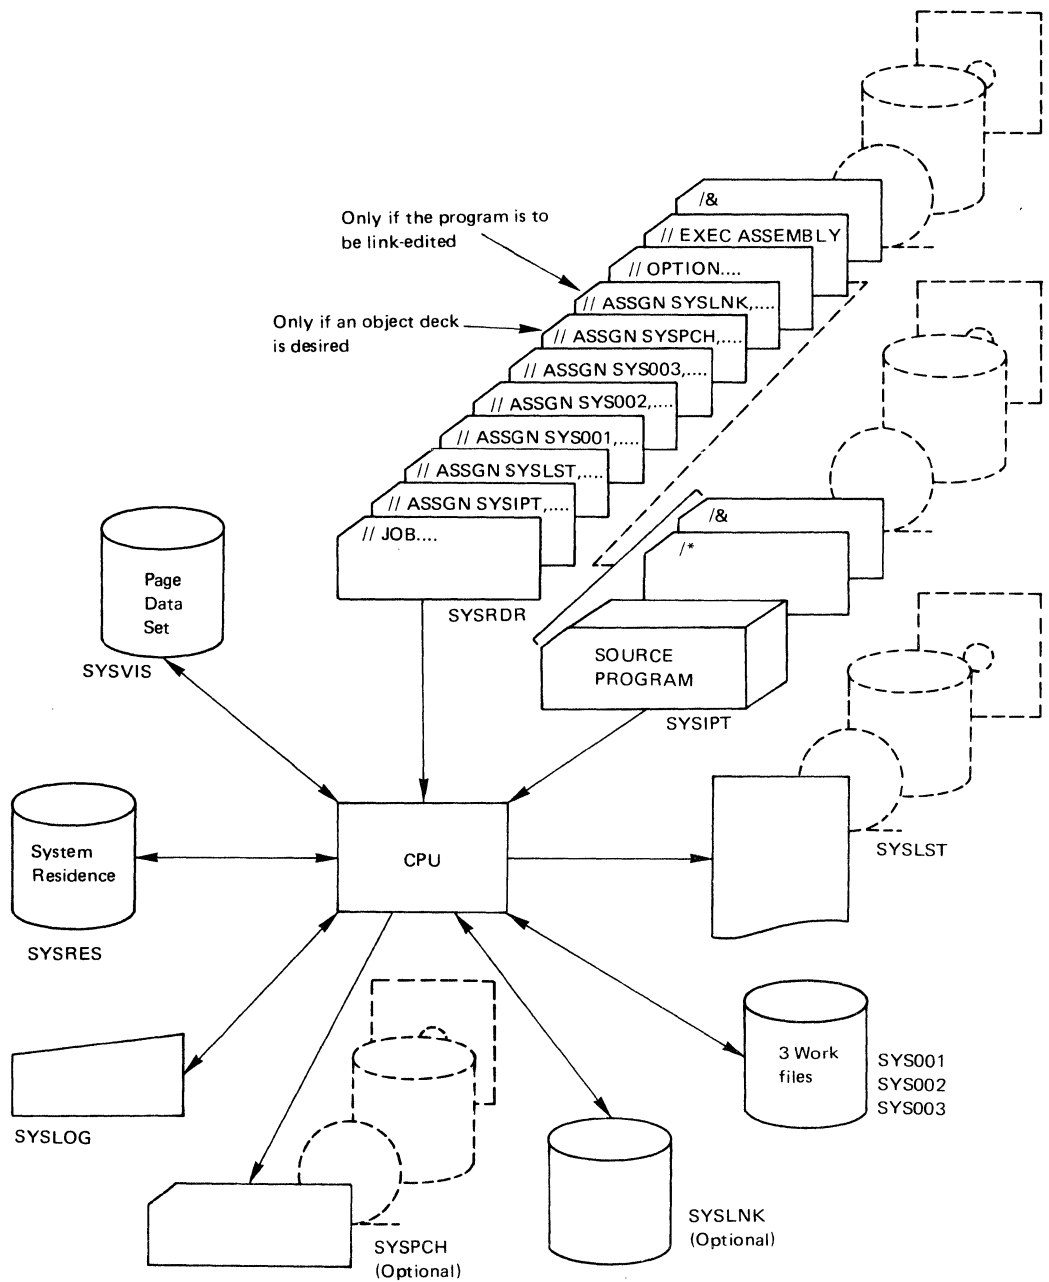 /&
// EXEC ASSEMBLY
// OPTION....
Only if the program is to
be link-edited
// ASSGN SYSLNK,....
Only if an object deck
is desired
// ASSGN SYSPCH,....
// ASSGN SYS003,....
// ASSGN SYS002,....
// ASSGN SYS001,....
// ASSGN SYSLST,....
// ASSGN SYSIPT,....
// JOB....
SYSRDR
/&
/*
SOURCE
PROGRAM
SYSIPT
Page
Data
Set
SYSVIS
System
Residence
SYSRES
CPU
SYSLST
SYSLOG
SYSPCH
(Optional)
SYSLNK
(Optional)
3 Work
files
SYS001
SYS002
SYS003